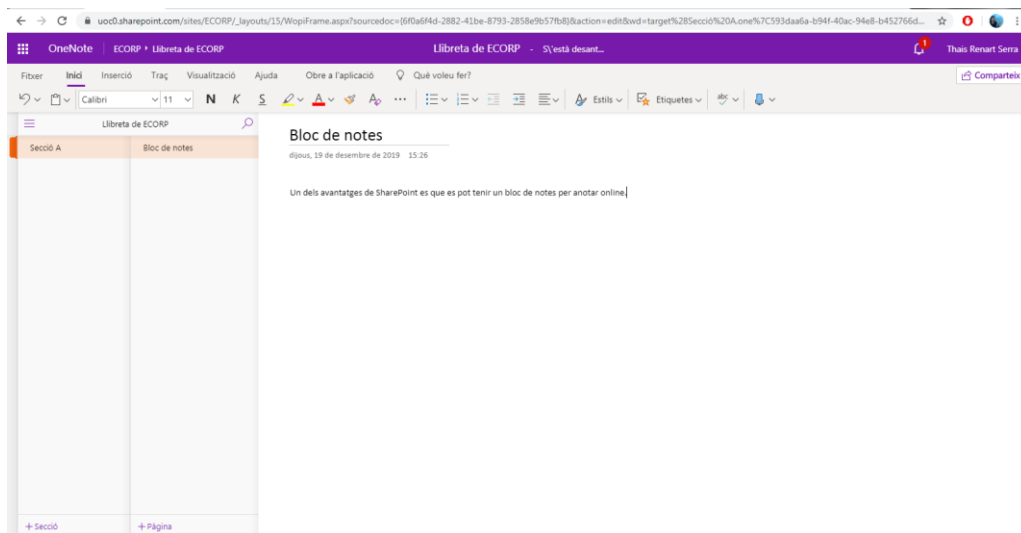 uoc0.sharepoint.com/sites/ECORP/_layouts/15/WopiFrame.aspx?sourcedoc={6f0a6f4d-2882-41be-8793-2858e9b57fb8}&action=edit&wd=target%28Secció%20A.one%7C593daa6a-b94f-40ac-94e8-b452766d...
OneNote ECORP Llibreta de ECORP Llibreta de ECORP - S\'està desant... 1 Thais Renart Serra
Fitxer Inici Inserció Traç Visualització Ajuda Obre a l'aplicació Què voleu fer? Comparteix
Calibri 11 N K S A A ... Estils Etiquetes abc
Llibreta de ECORP
Secció A Bloc de notes
Bloc de notes
dijous, 19 de desembre de 2019 15:26
Un dels avantatges de SharePoint es que es pot tenir un bloc de notes per anotar online.
+ Secció + Pàgina